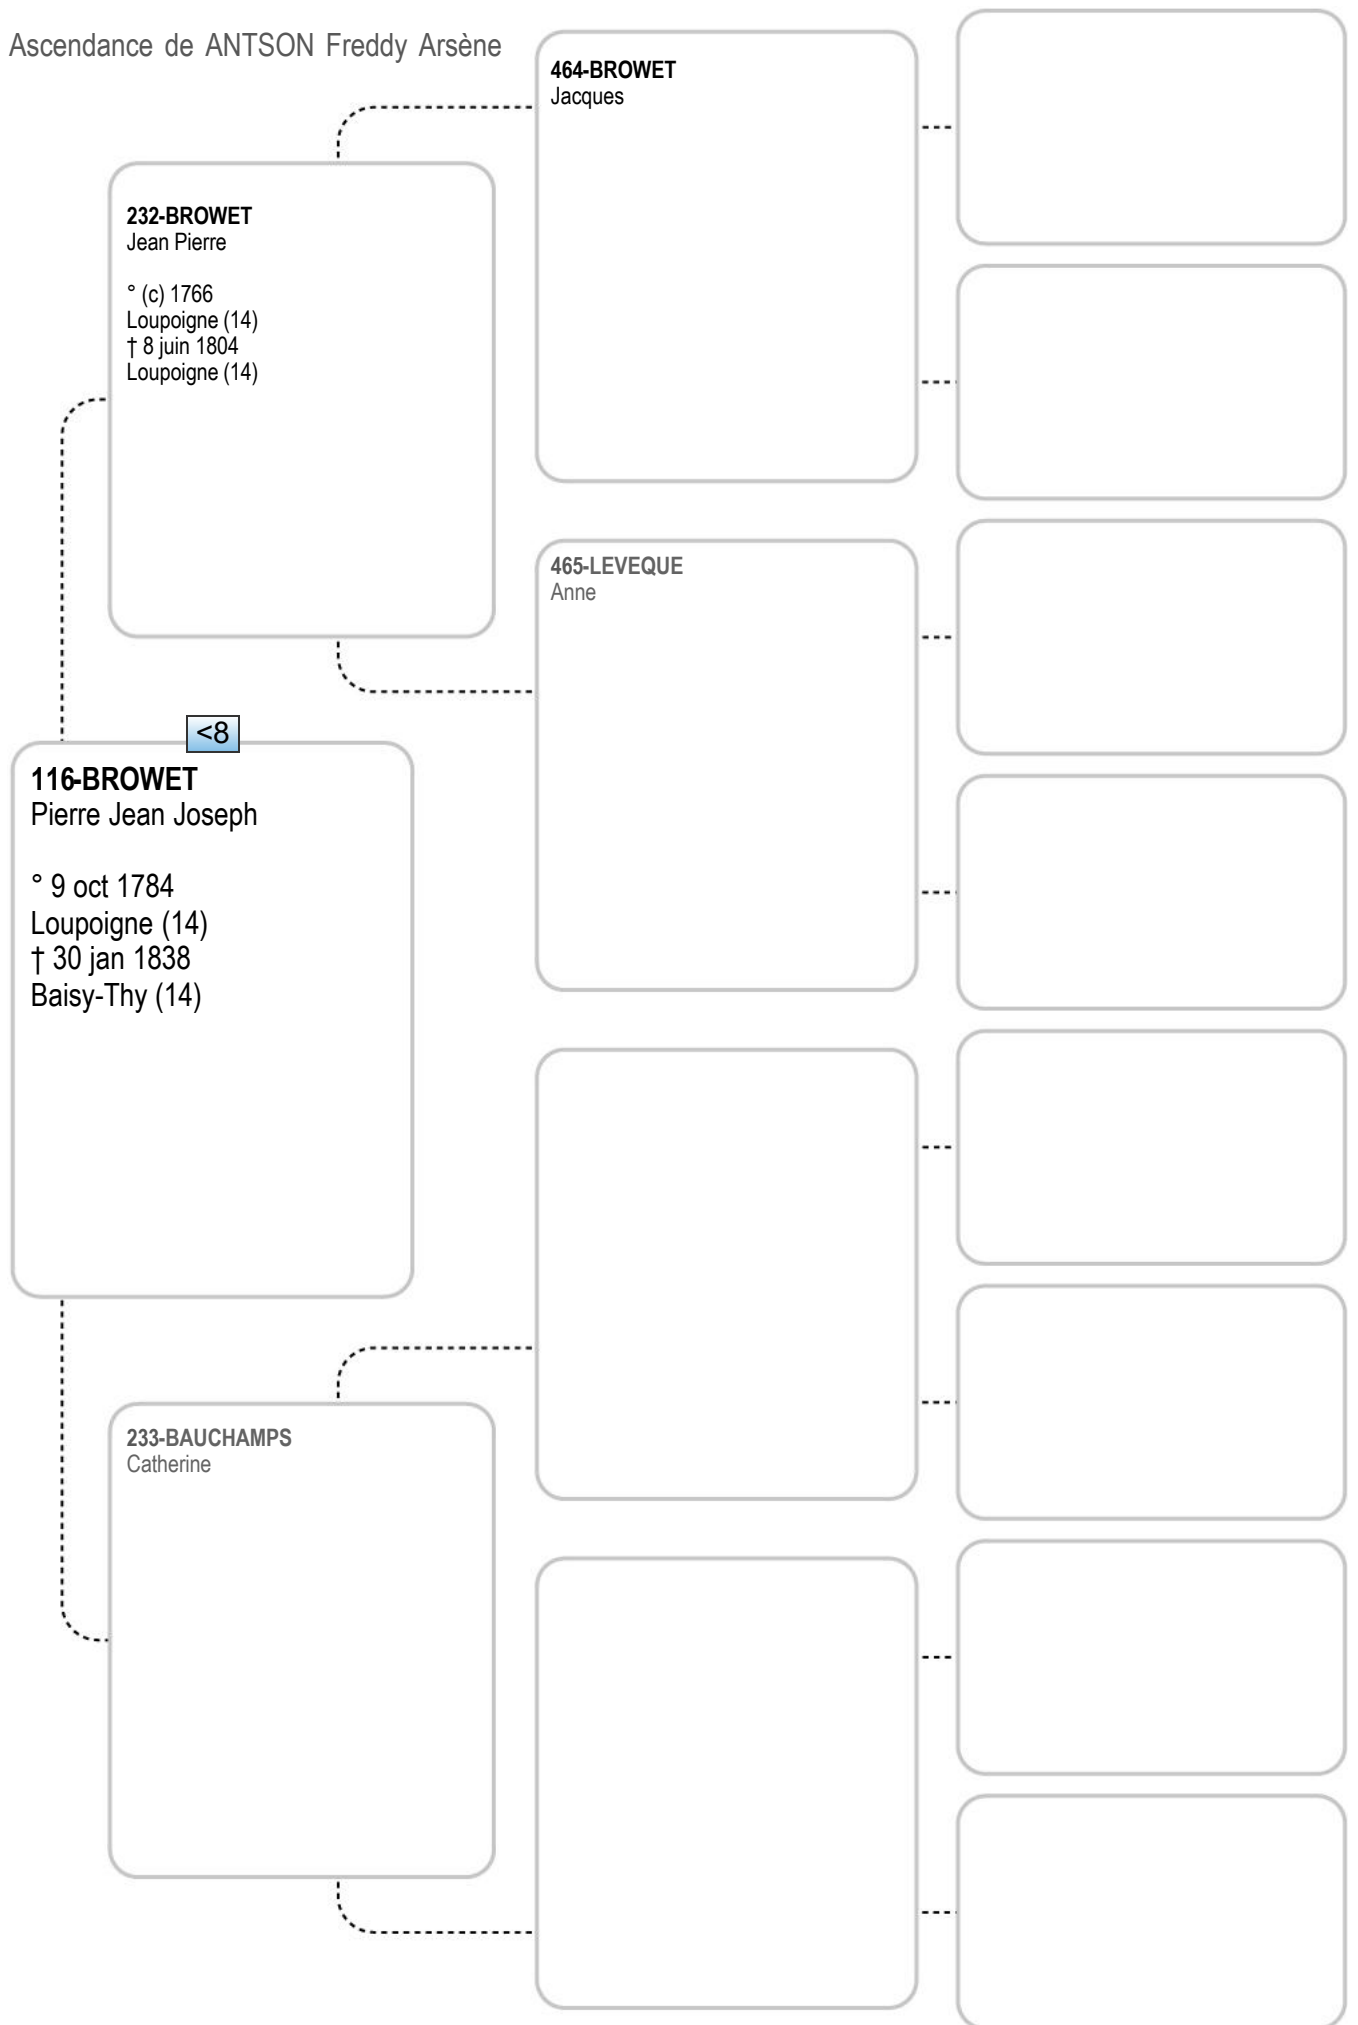 Ascendance de ANTSON Freddy Arsène
464-BROWET
Jacques
232-BROWET
Jean Pierre
° (c) 1766
Loupoigne (14)
† 8 juin 1804
Loupoigne (14)
465-LEVEQUE
Anne
<8
116-BROWET
Pierre Jean Joseph
° 9 oct 1784
Loupoigne (14)
† 30 jan 1838
Baisy-Thy (14)
233-BAUCHAMPS
Catherine